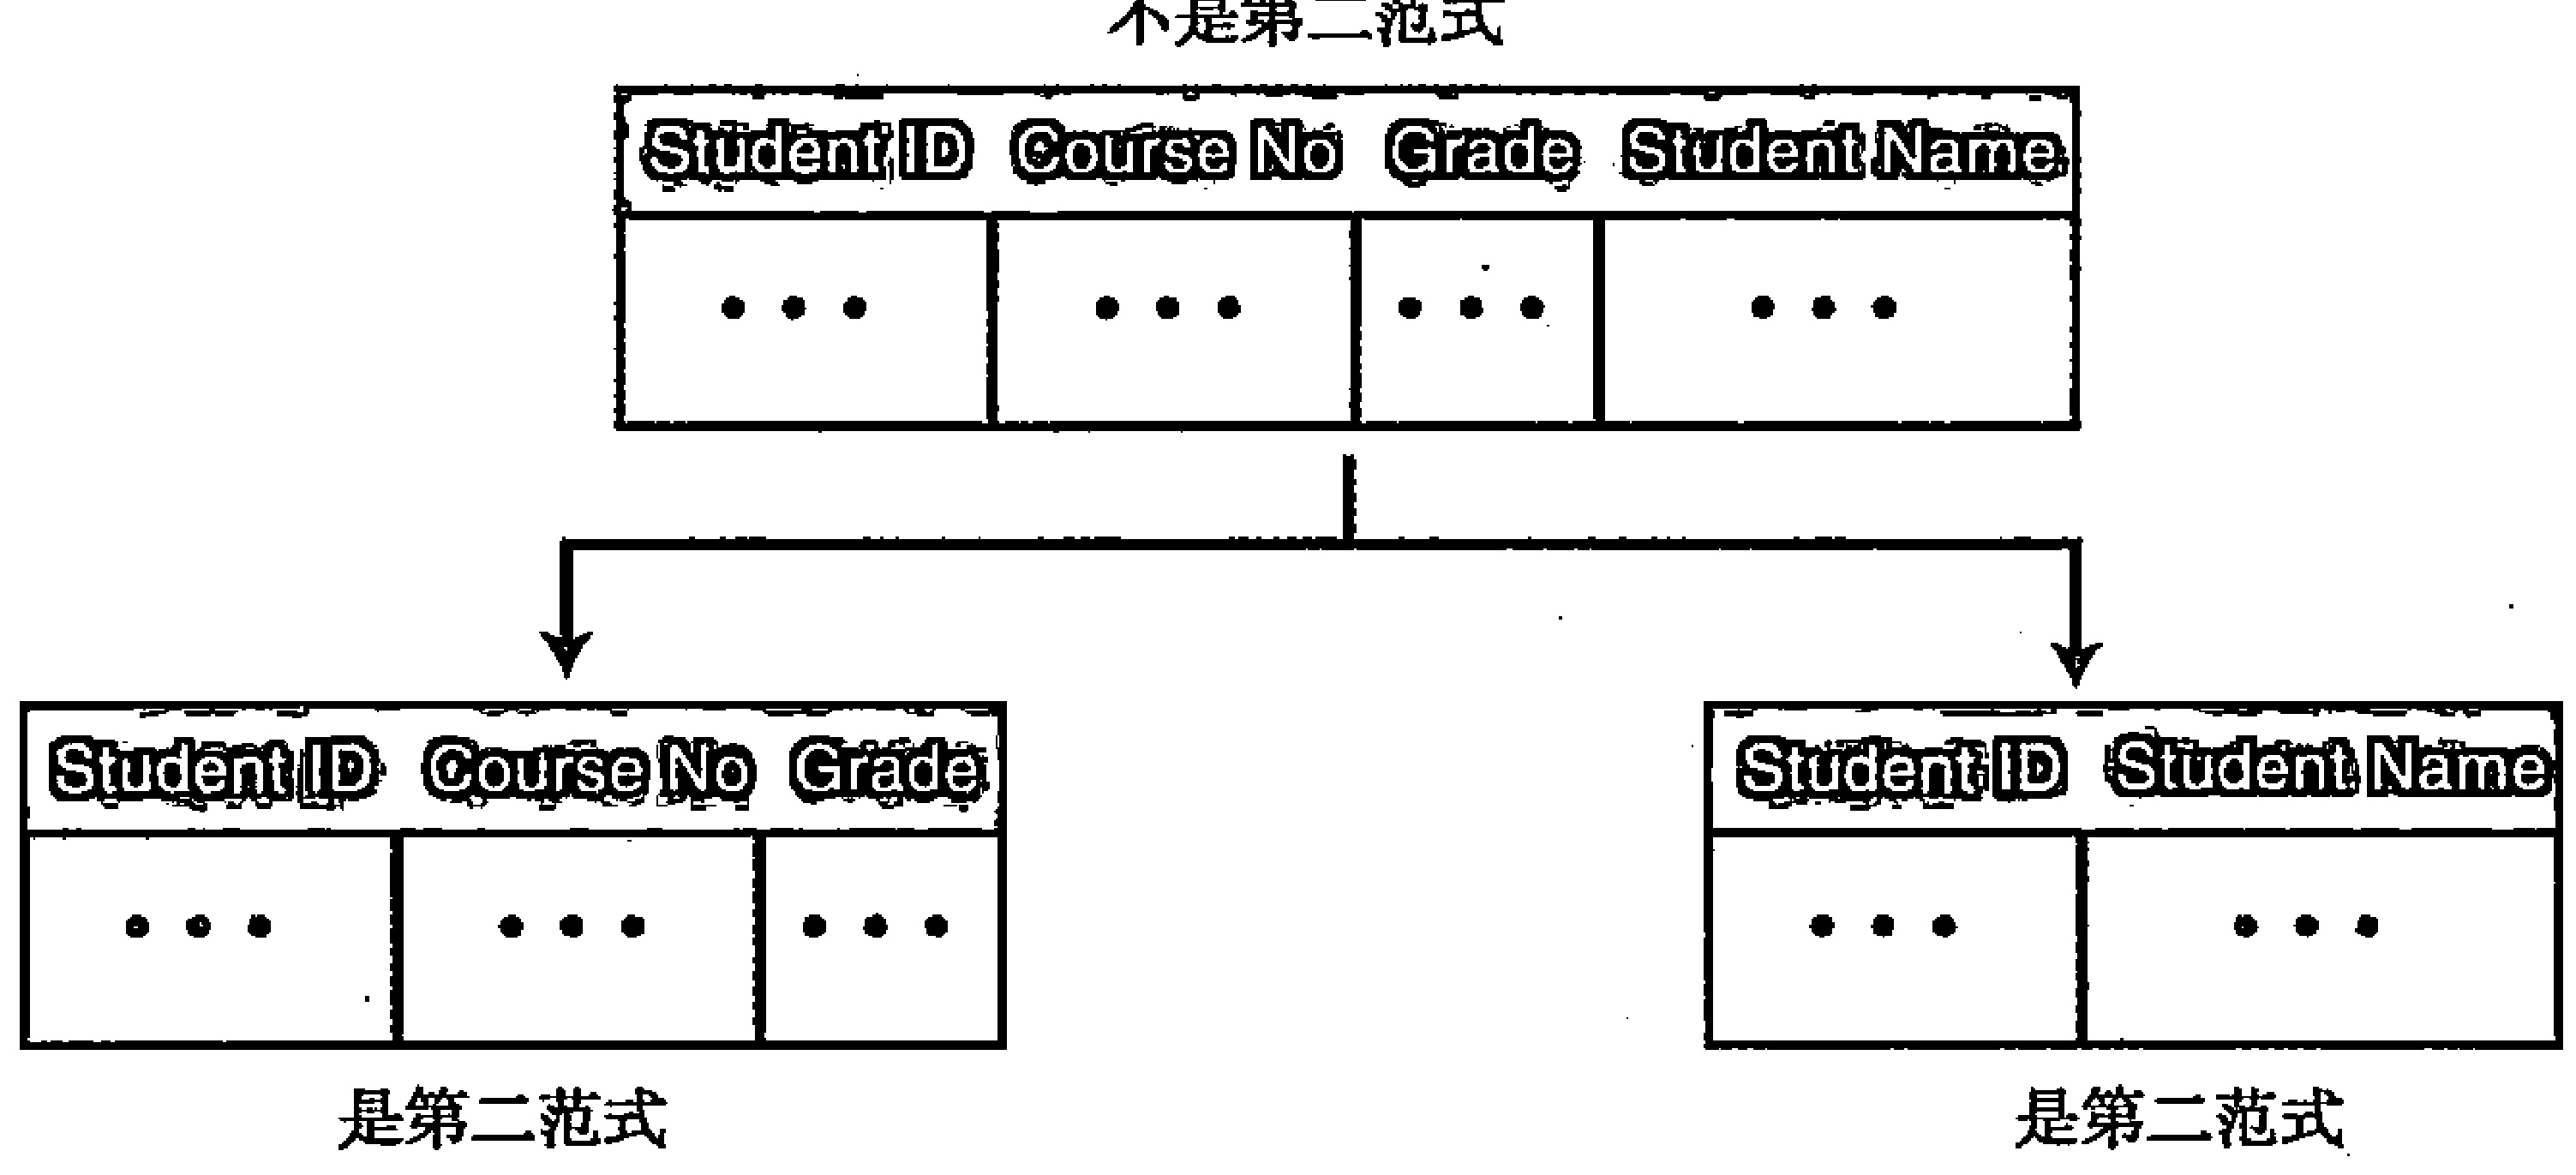 不是第二范式
Student ID Course No Grade Student Name
• • • • • • • • • • • •
Student ID Course No Grade Student ID Student Name
• • • • • • • • • • • • • • •
是第二范式 是第二范式